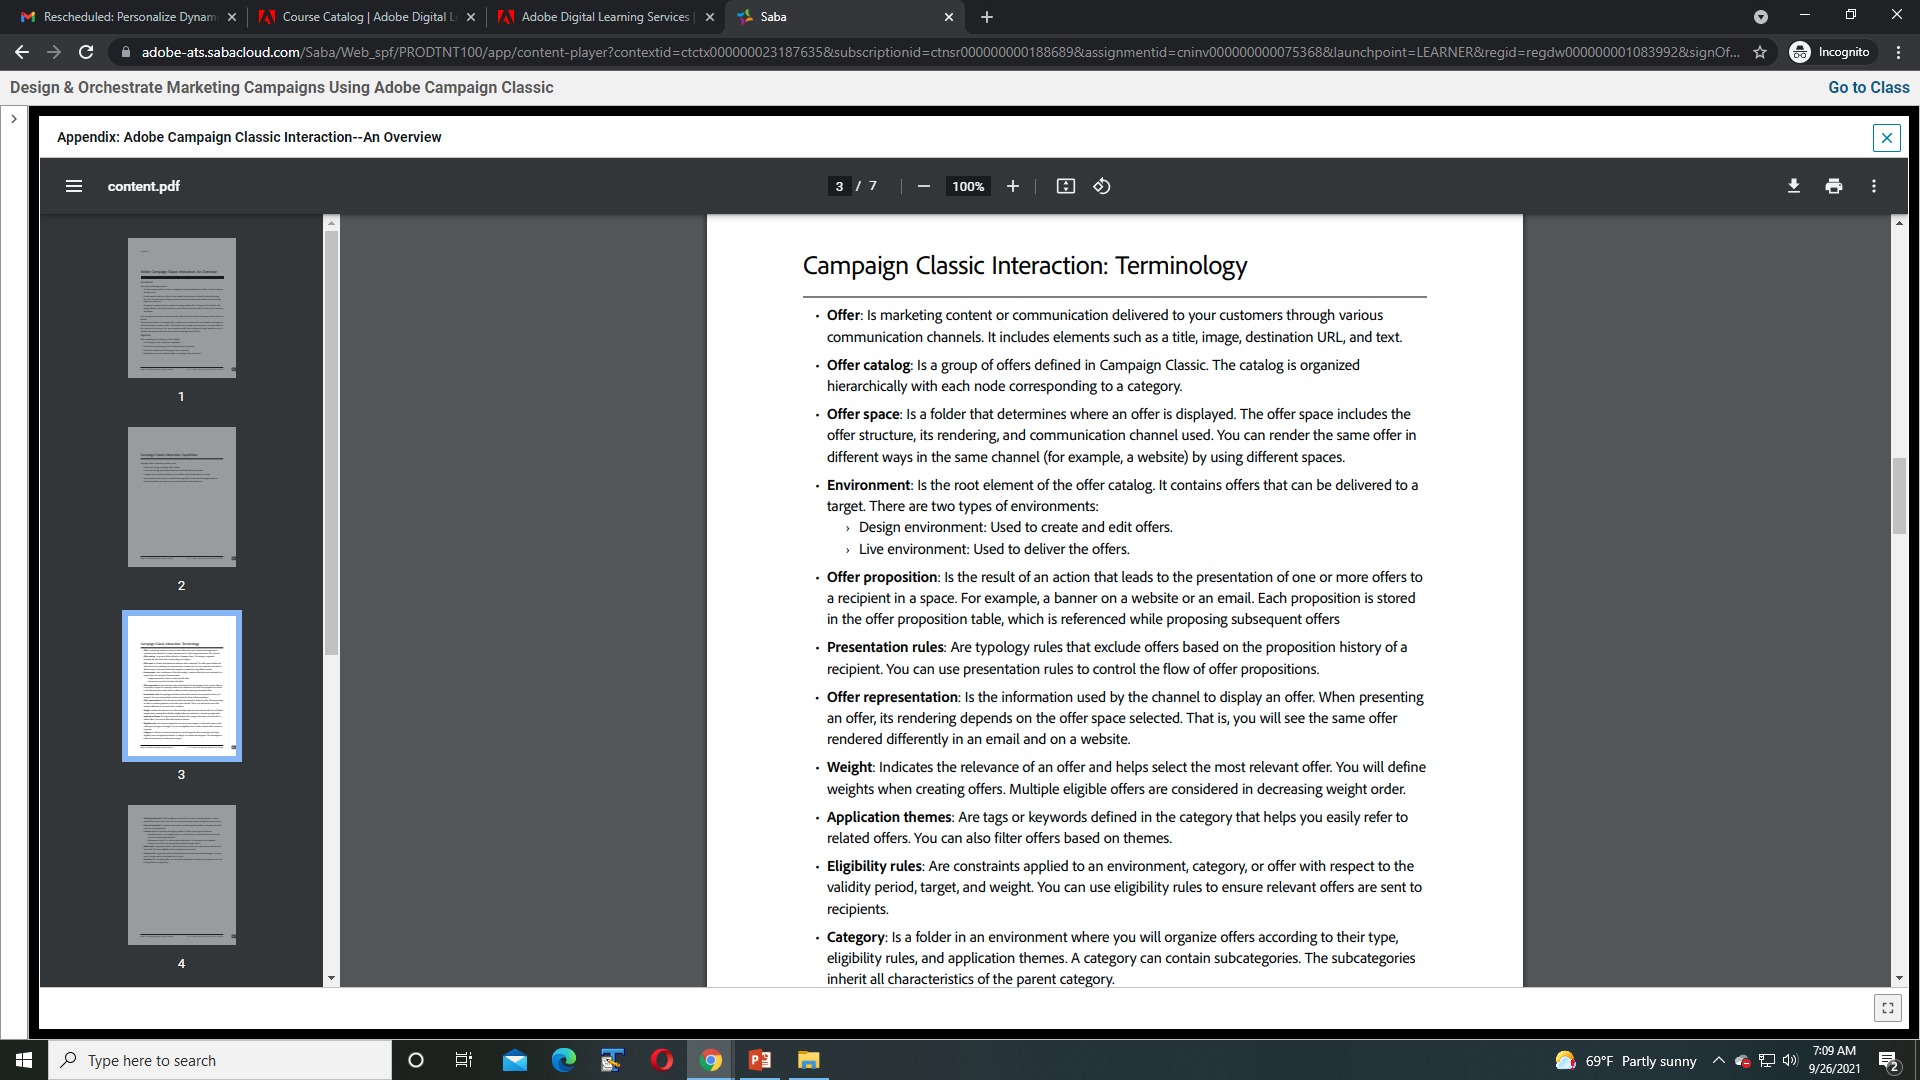 Rescheduled: Personalize Dynam
Course Catalog | Adobe Digital L
Adobe Digital Learning Services |
Saba
adobe-ats.sabacloud.com/Saba/Web_spf/PRODTNT100/app/content-player?contextid=ctctx000000023187635&subscriptionid=ctnsr0000000000188689&assignmentid=cninv000000000075368&launchpoint=LEARNER&regid=regdw000000001083992&signOf...
Incognito
Design & Orchestrate Marketing Campaigns Using Adobe Campaign Classic
Go to Class
Appendix: Adobe Campaign Classic Interaction--An Overview
content.pdf
3 / 7
100%
1
2
3
4
Campaign Classic Interaction: Terminology
• Offer: Is marketing content or communication delivered to your customers through various
communication channels. It includes elements such as a title, image, destination URL, and text.
• Offer catalog: Is a group of offers defined in Campaign Classic. The catalog is organized
hierarchically with each node corresponding to a category.
• Offer space: Is a folder that determines where an offer is displayed. The offer space includes the
offer structure, its rendering, and communication channel used. You can render the same offer in
different ways in the same channel (for example, a website) by using different spaces.
• Environment: Is the root element of the offer catalog. It contains offers that can be delivered to a
target. There are two types of environments:
› Design environment: Used to create and edit offers.
› Live environment: Used to deliver the offers.
• Offer proposition: Is the result of an action that leads to the presentation of one or more offers to
a recipient in a space. For example, a banner on a website or an email. Each proposition is stored
in the offer proposition table, which is referenced while proposing subsequent offers
• Presentation rules: Are typology rules that exclude offers based on the proposition history of a
recipient. You can use presentation rules to control the flow of offer propositions.
• Offer representation: Is the information used by the channel to display an offer. When presenting
an offer, its rendering depends on the offer space selected. That is, you will see the same offer
rendered differently in an email and on a website.
• Weight: Indicates the relevance of an offer and helps select the most relevant offer. You will define
weights when creating offers. Multiple eligible offers are considered in decreasing weight order.
• Application themes: Are tags or keywords defined in the category that helps you easily refer to
related offers. You can also filter offers based on themes.
• Eligibility rules: Are constraints applied to an environment, category, or offer with respect to the
validity period, target, and weight. You can use eligibility rules to ensure relevant offers are sent to
recipients.
• Category: Is a folder in an environment where you will organize offers according to their type,
eligibility rules, and application themes. A category can contain subcategories. The subcategories
inherit all characteristics of the parent category.
Type here to search
69°F Partly sunny
7:09 AM
9/26/2021
2